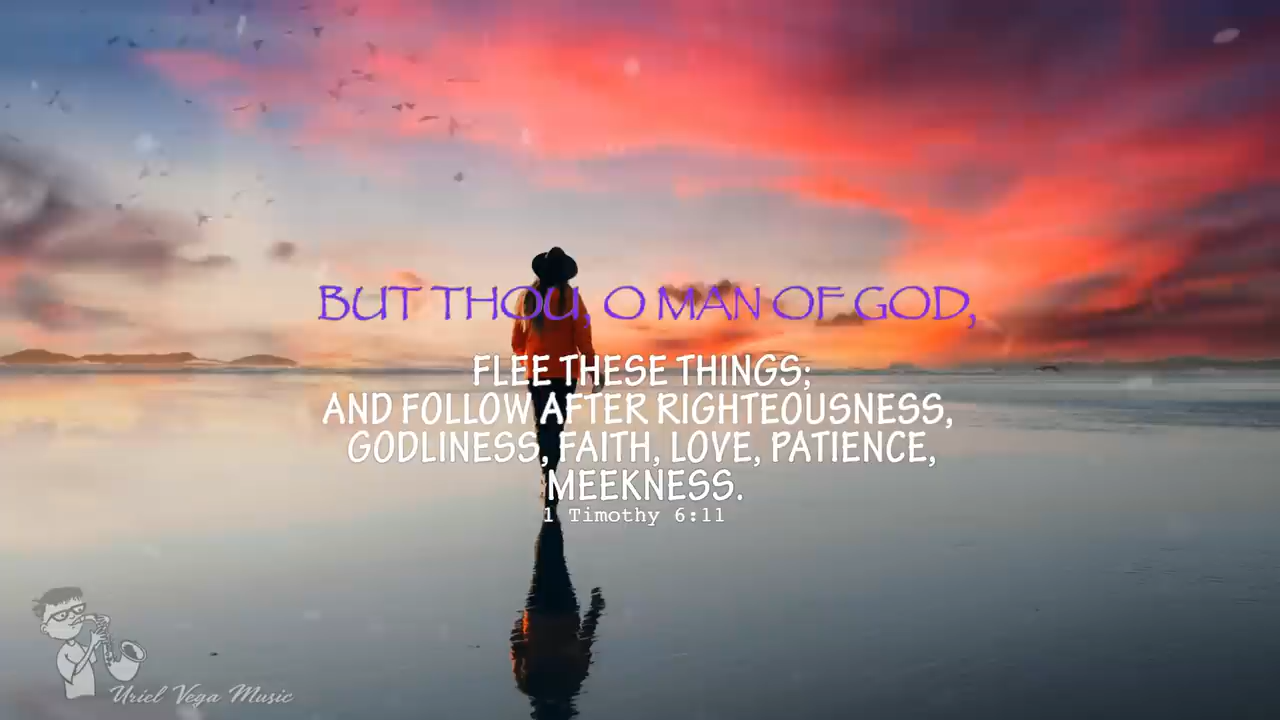 BUT THOU, O MAN OF GOD,
FLEE THESE THINGS;
AND FOLLOW AFTER RIGHTEOUSNESS,
GODLINESS, FAITH, LOVE, PATIENCE,
MEEKNESS.
1 Timothy 6:11
Uriel Vega Music